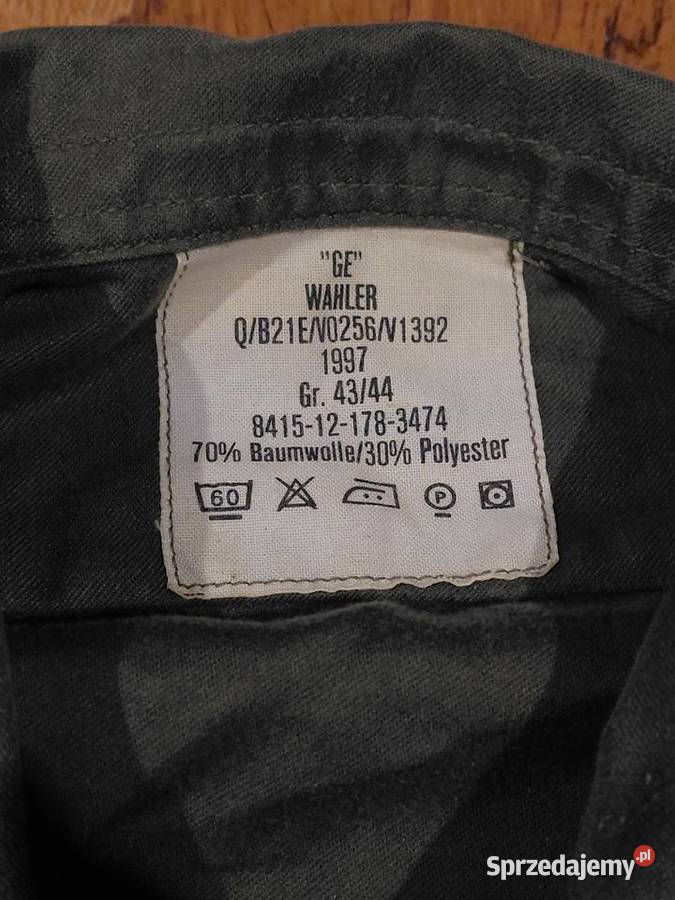 "GE"
WAHLER
Q/B21E/V0256/V1392
1997
Gr. 43/44
8415-12-178-3474
70% Baumwolle/30% Polyester
60 P
Sprzedajemy.pl